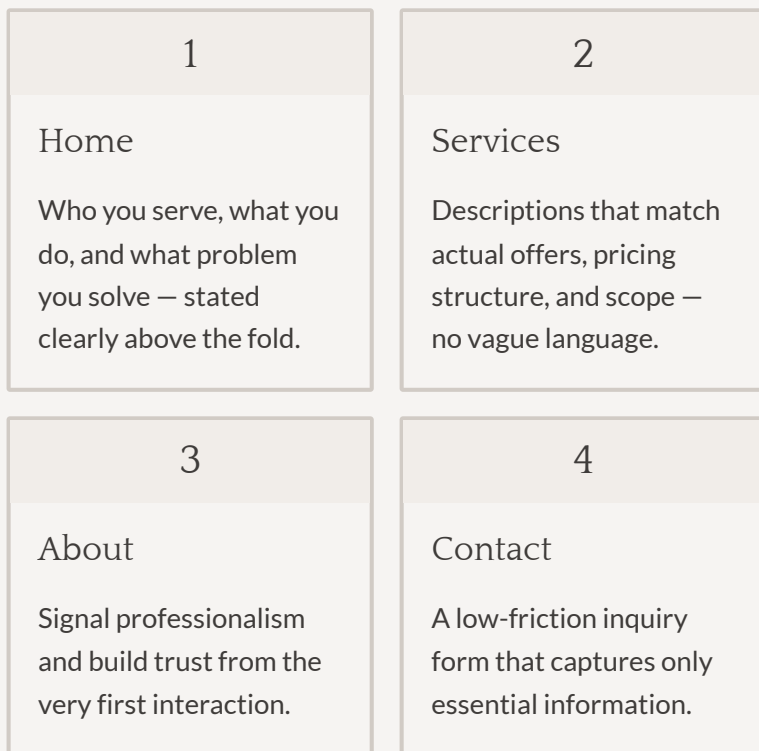 1
Home
Who you serve, what you
do, and what problem
you solve — stated
clearly above the fold.
2
Services
Descriptions that match
actual offers, pricing
structure, and scope —
no vague language.
3
About
Signal professionalism
and build trust from the
very first interaction.
4
Contact
A low-friction inquiry
form that captures only
essential information.